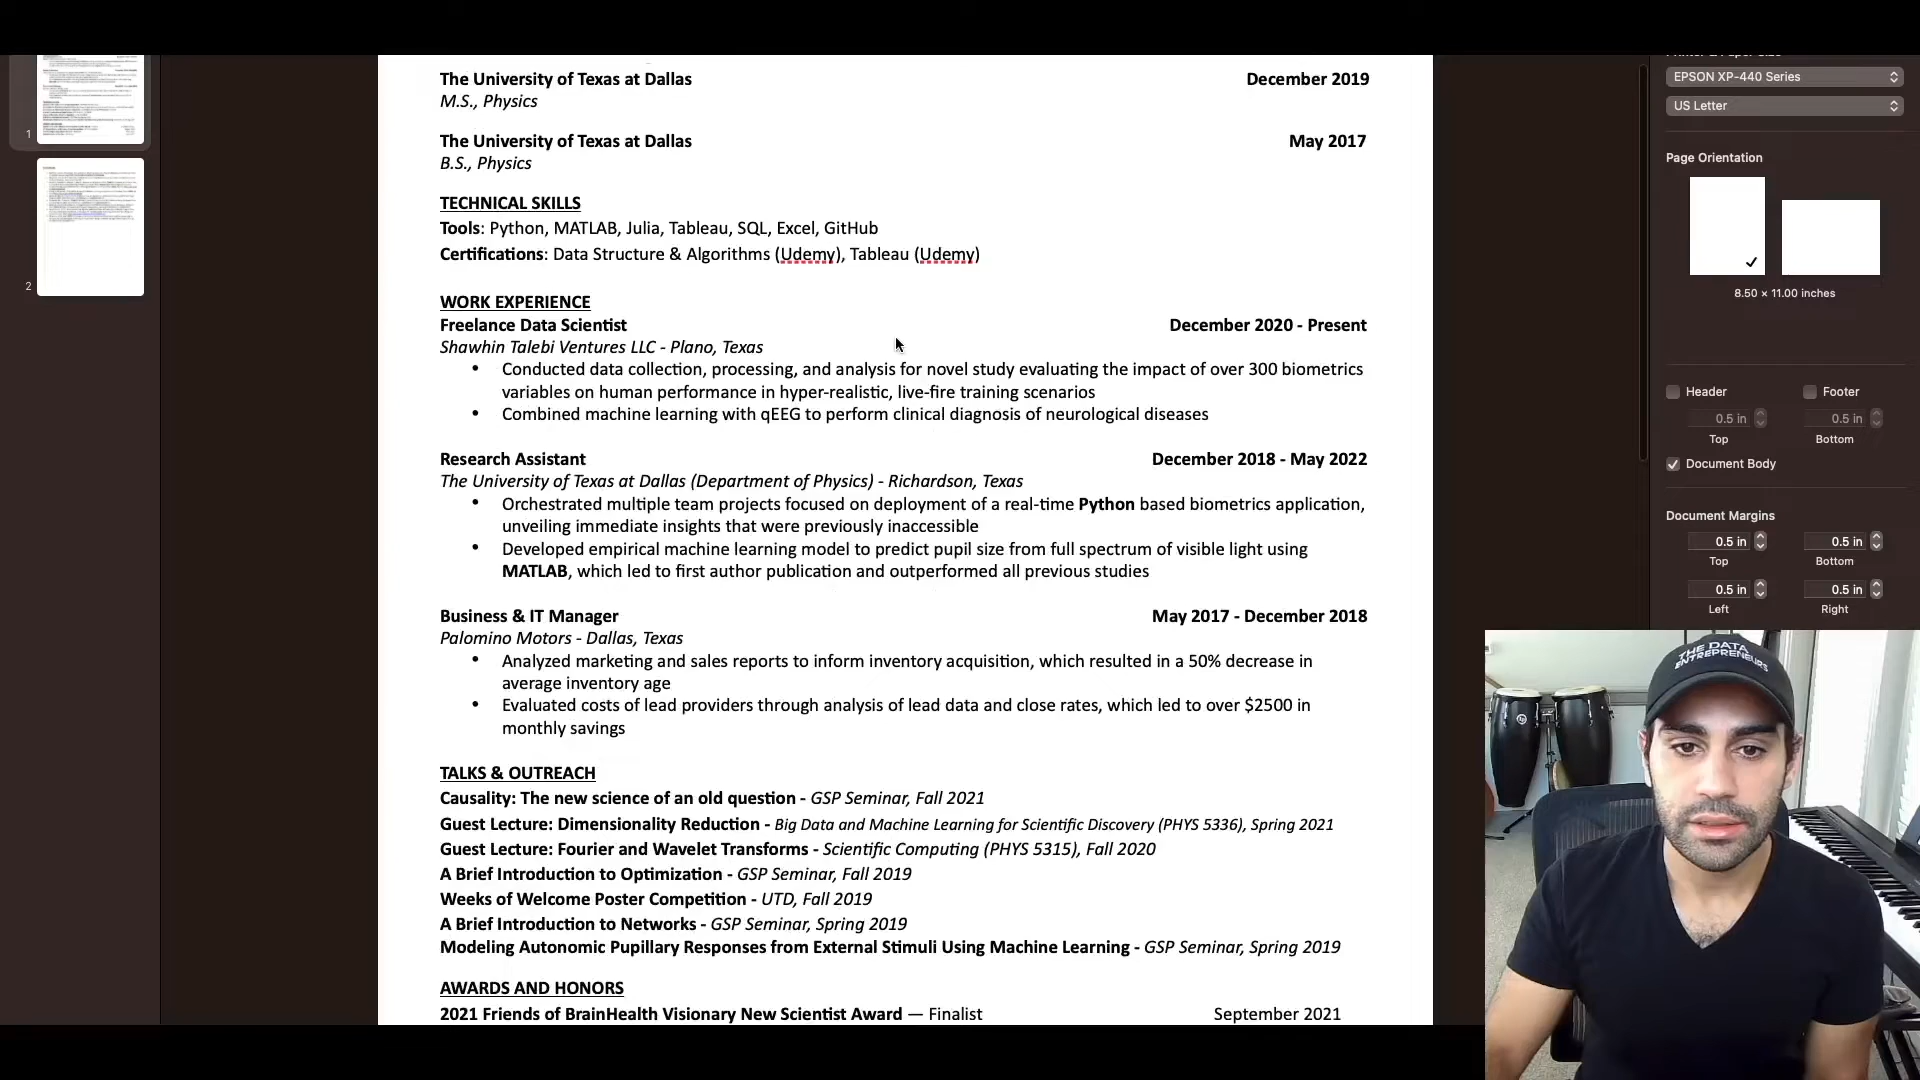 The University of Texas at Dallas December 2019
M.S., Physics
The University of Texas at Dallas May 2017
B.S., Physics
TECHNICAL SKILLS
Tools: Python, MATLAB, Julia, Tableau, SQL, Excel, GitHub
Certifications: Data Structure & Algorithms (Udemy), Tableau (Udemy)
WORK EXPERIENCE
Freelance Data Scientist December 2020 - Present
Shawhin Talebi Ventures LLC - Plano, Texas
• Conducted data collection, processing, and analysis for novel study evaluating the impact of over 300 biometrics
variables on human performance in hyper-realistic, live-fire training scenarios
• Combined machine learning with qEEG to perform clinical diagnosis of neurological diseases
Research Assistant December 2018 - May 2022
The University of Texas at Dallas (Department of Physics) - Richardson, Texas
• Orchestrated multiple team projects focused on deployment of a real-time Python based biometrics application,
unveiling immediate insights that were previously inaccessible
• Developed empirical machine learning model to predict pupil size from full spectrum of visible light using
MATLAB, which led to first author publication and outperformed all previous studies
Business & IT Manager May 2017 - December 2018
Palomino Motors - Dallas, Texas
• Analyzed marketing and sales reports to inform inventory acquisition, which resulted in a 50% decrease in
average inventory age
• Evaluated costs of lead providers through analysis of lead data and close rates, which led to over $2500 in
monthly savings
TALKS & OUTREACH
Causality: The new science of an old question - GSP Seminar, Fall 2021
Guest Lecture: Dimensionality Reduction - Big Data and Machine Learning for Scientific Discovery (PHYS 5336), Spring 2021
Guest Lecture: Fourier and Wavelet Transforms - Scientific Computing (PHYS 5315), Fall 2020
A Brief Introduction to Optimization - GSP Seminar, Fall 2019
Weeks of Welcome Poster Competition - UTD, Fall 2019
A Brief Introduction to Networks - GSP Seminar, Spring 2019
Modeling Autonomic Pupillary Responses from External Stimuli Using Machine Learning - GSP Seminar, Spring 2019
AWARDS AND HONORS
2021 Friends of BrainHealth Visionary New Scientist Award — Finalist September 2021
1
2
EPSON XP-440 Series
US Letter
Page Orientation
8.50 × 11.00 inches
Header Footer
0.5 in 0.5 in
Top Bottom
Document Body
Document Margins
0.5 in 0.5 in
Top Bottom
0.5 in 0.5 in
Left Right
THE DATA
ENTREPRENEURS